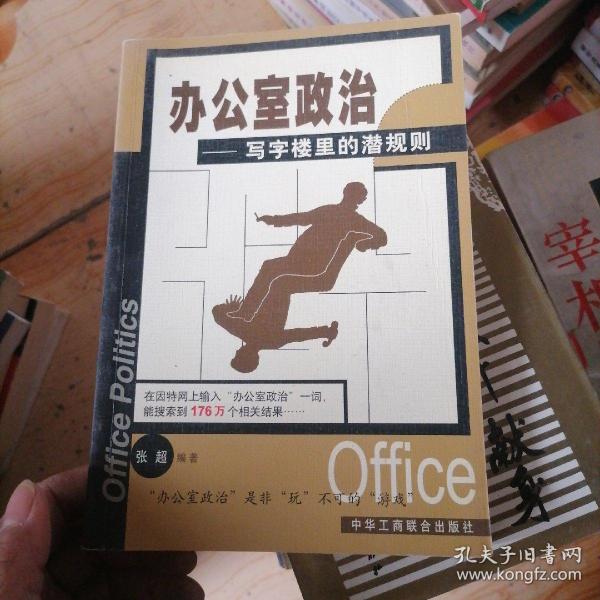 办公室政治
——写字楼里的潜规则
Office Politics
在因特网上输入“办公室政治”一词，
能搜索到176万个相关结果……
张超 编著
Office
“办公室政治”是非“玩”不可的“游戏”
中华工商联合出版社
宰相
献身
孔夫子旧书网
www.kongfz.com